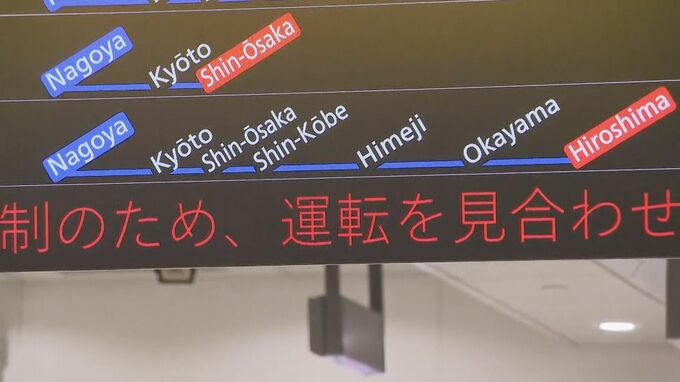 Nagoya Kyōto Shin-Ōsaka
Nagoya Kyōto Shin-Ōsaka Shin-Kōbe Himeji Okayama Hiroshima
制のため、運転を見合わせ